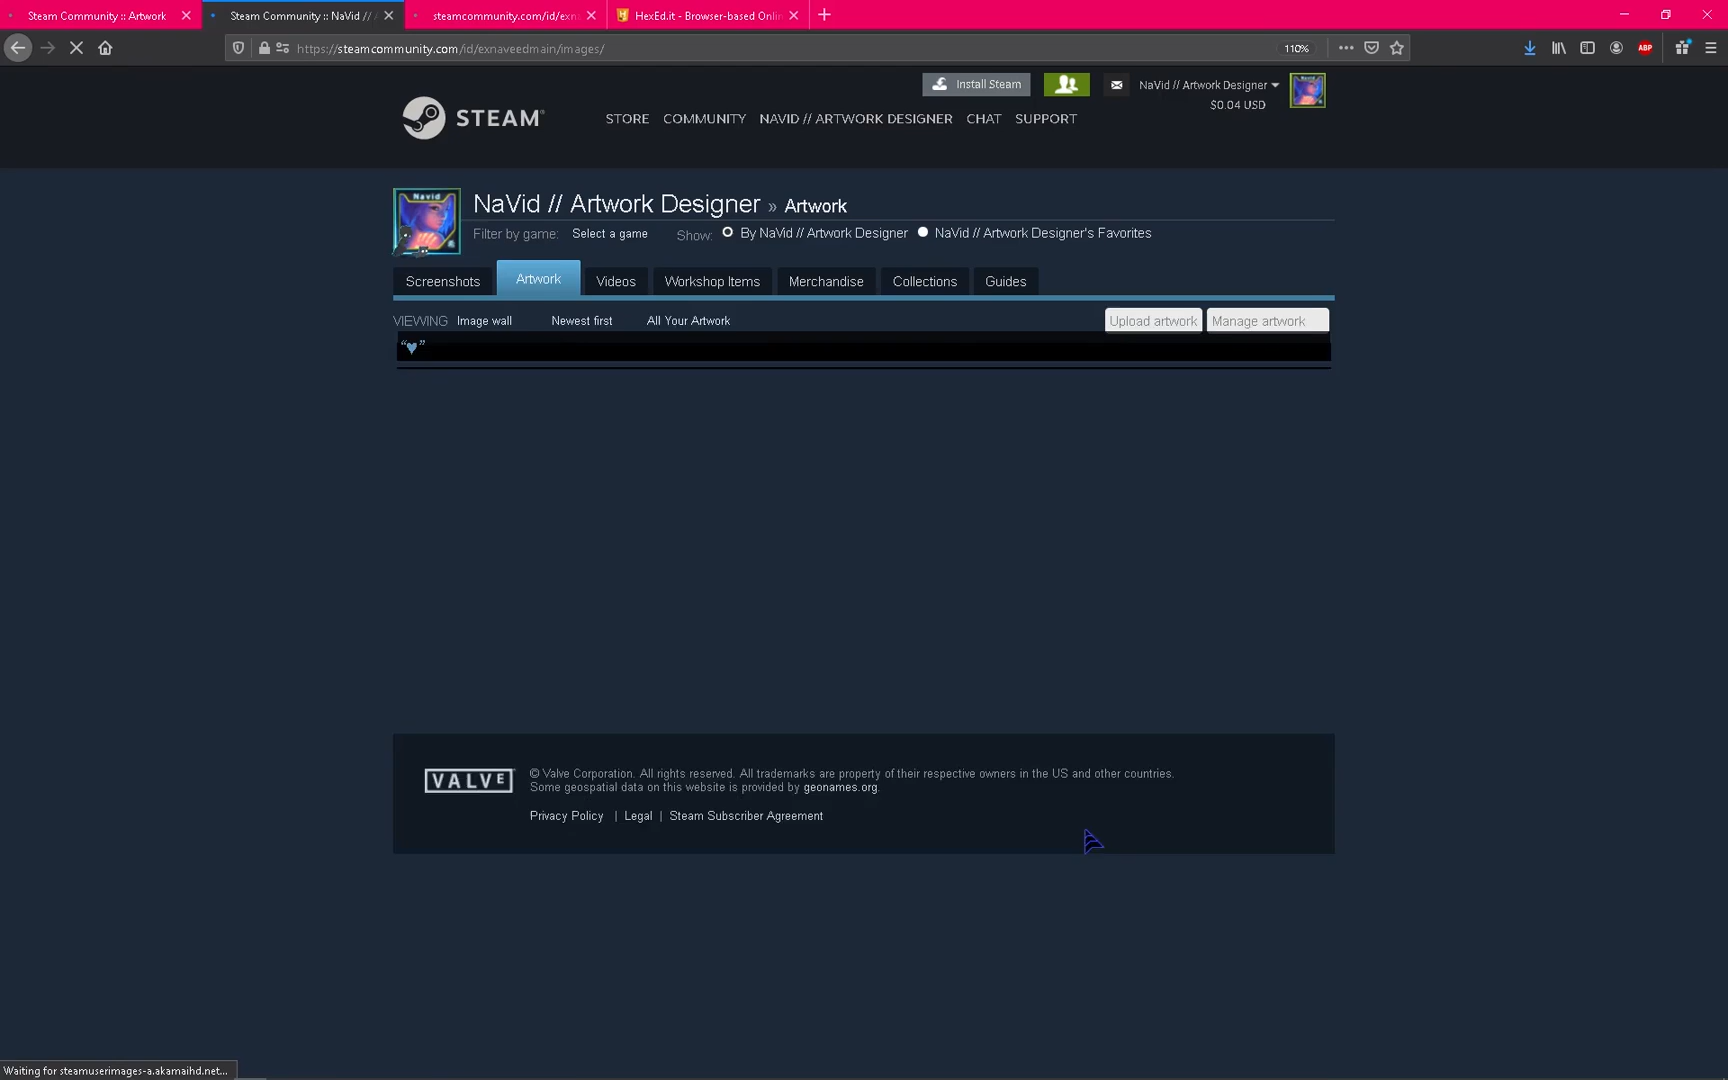 Steam Community :: Artwork
Steam Community :: NaVid //
steamcommunity.com/id/exn
HexEd.it - Browser-based Onlin
https://steamcommunity.com/id/exnaveedmain/images/
110%
ABP
Install Steam
NaVid // Artwork Designer
$0.04 USD
STEAM
STORE COMMUNITY NAVID // ARTWORK DESIGNER CHAT SUPPORT
Navid
NaVid // Artwork Designer » Artwork
Filter by game: Select a game Show: By NaVid // Artwork Designer NaVid // Artwork Designer's Favorites
Screenshots Artwork Videos Workshop Items Merchandise Collections Guides
VIEWING Image wall Newest first All Your Artwork Upload artwork Manage artwork
“♥”
VALVE
© Valve Corporation. All rights reserved. All trademarks are property of their respective owners in the US and other countries.
Some geospatial data on this website is provided by geonames.org.
Privacy Policy | Legal | Steam Subscriber Agreement
Waiting for steamuserimages-a.akamaihd.net...